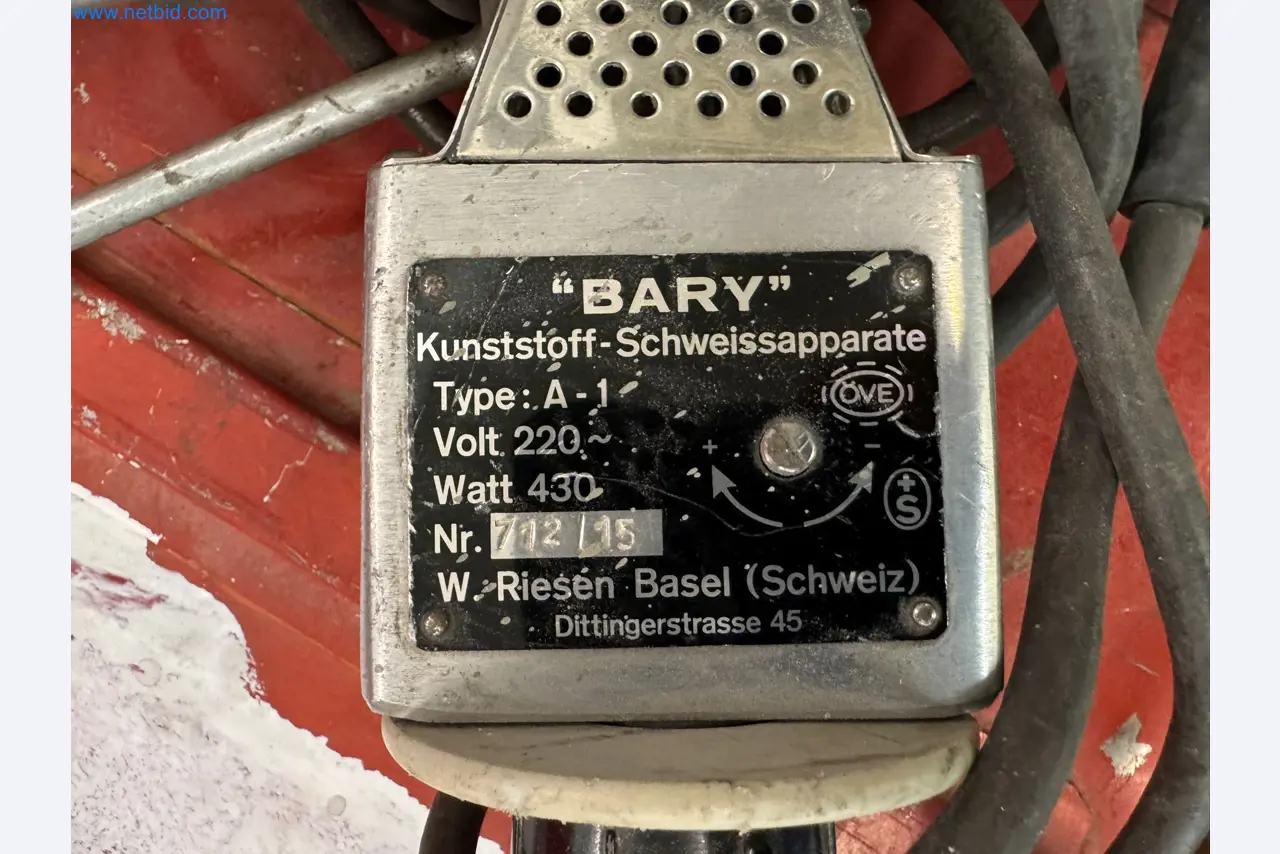 www.netbid.com
“BARY”
Kunststoff-Schweissapparate
Type: A-1
ÖVE
Volt 220~
+ -
Watt 430
+S
Nr. 712/15
W. Riesen Basel (Schweiz)
Dittingerstrasse 45